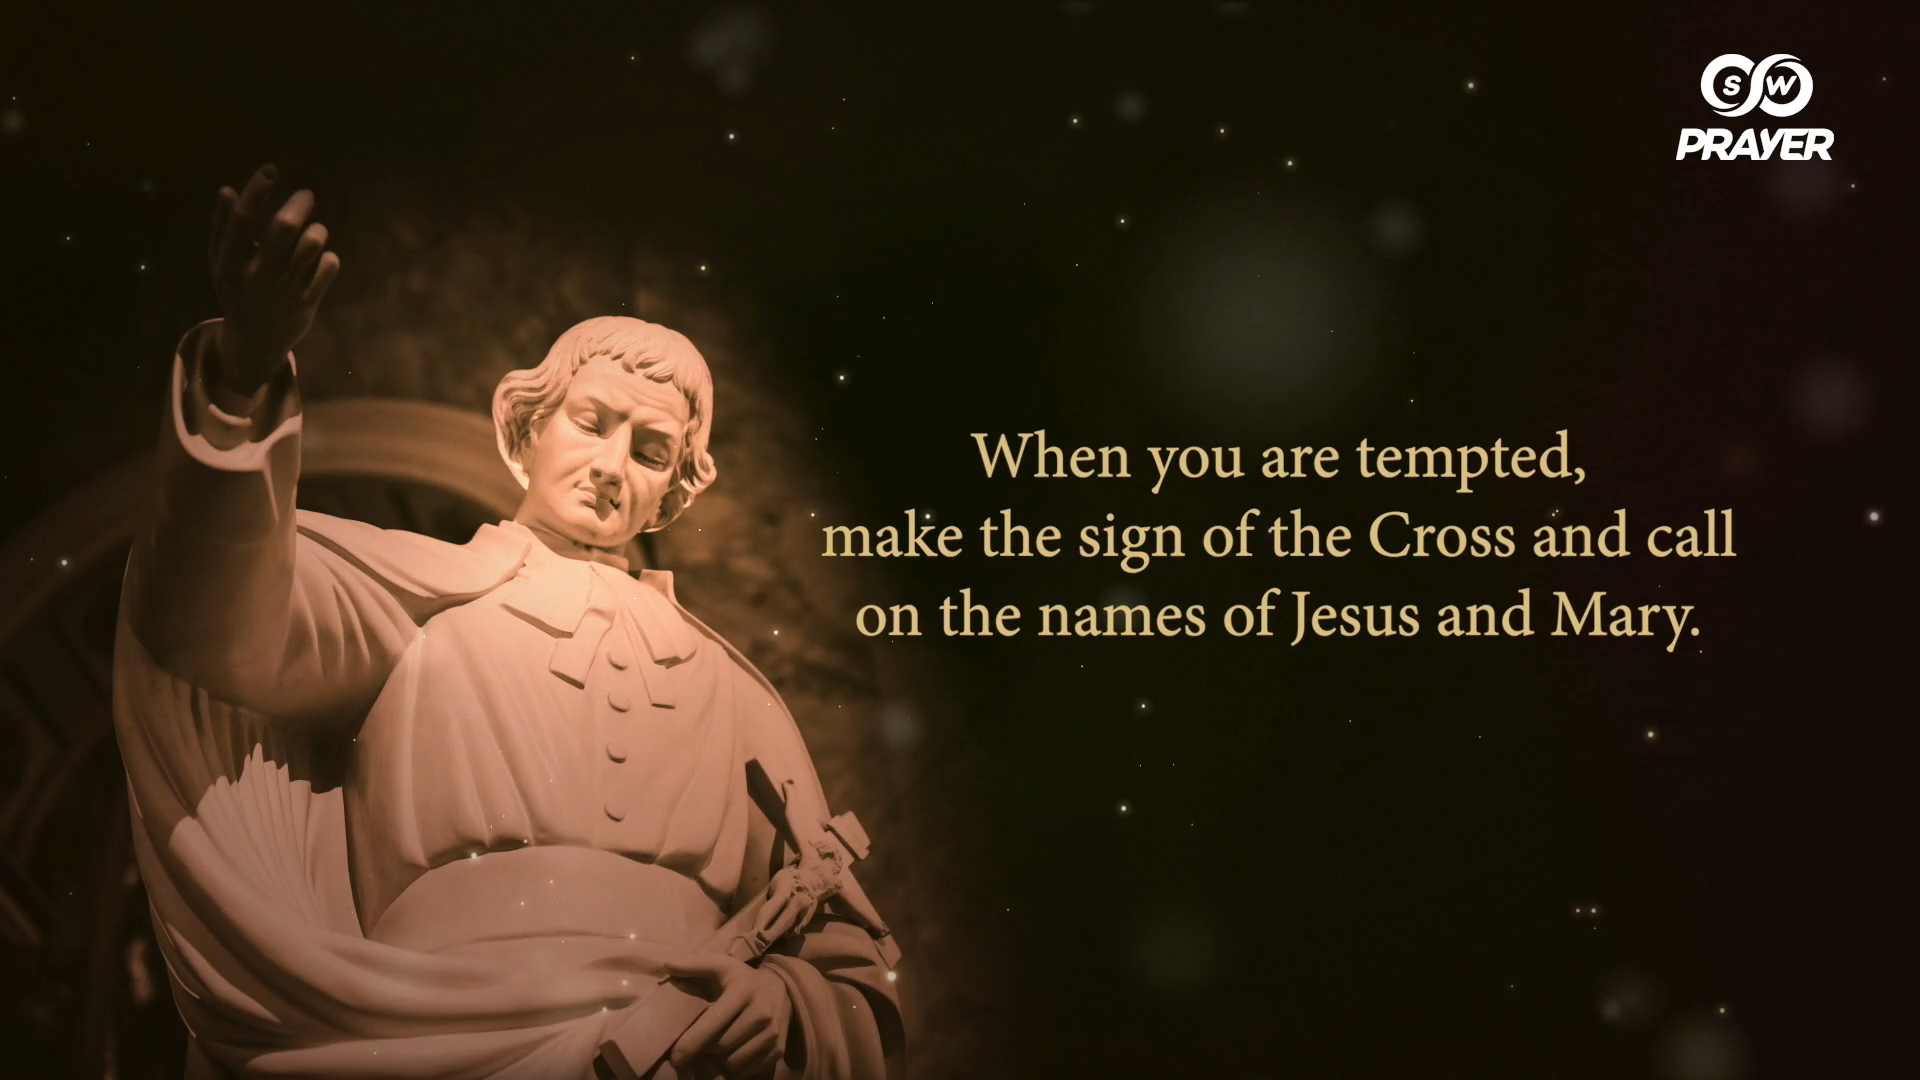 S W
PRAYER
When you are tempted,
make the sign of the Cross and call
on the names of Jesus and Mary.